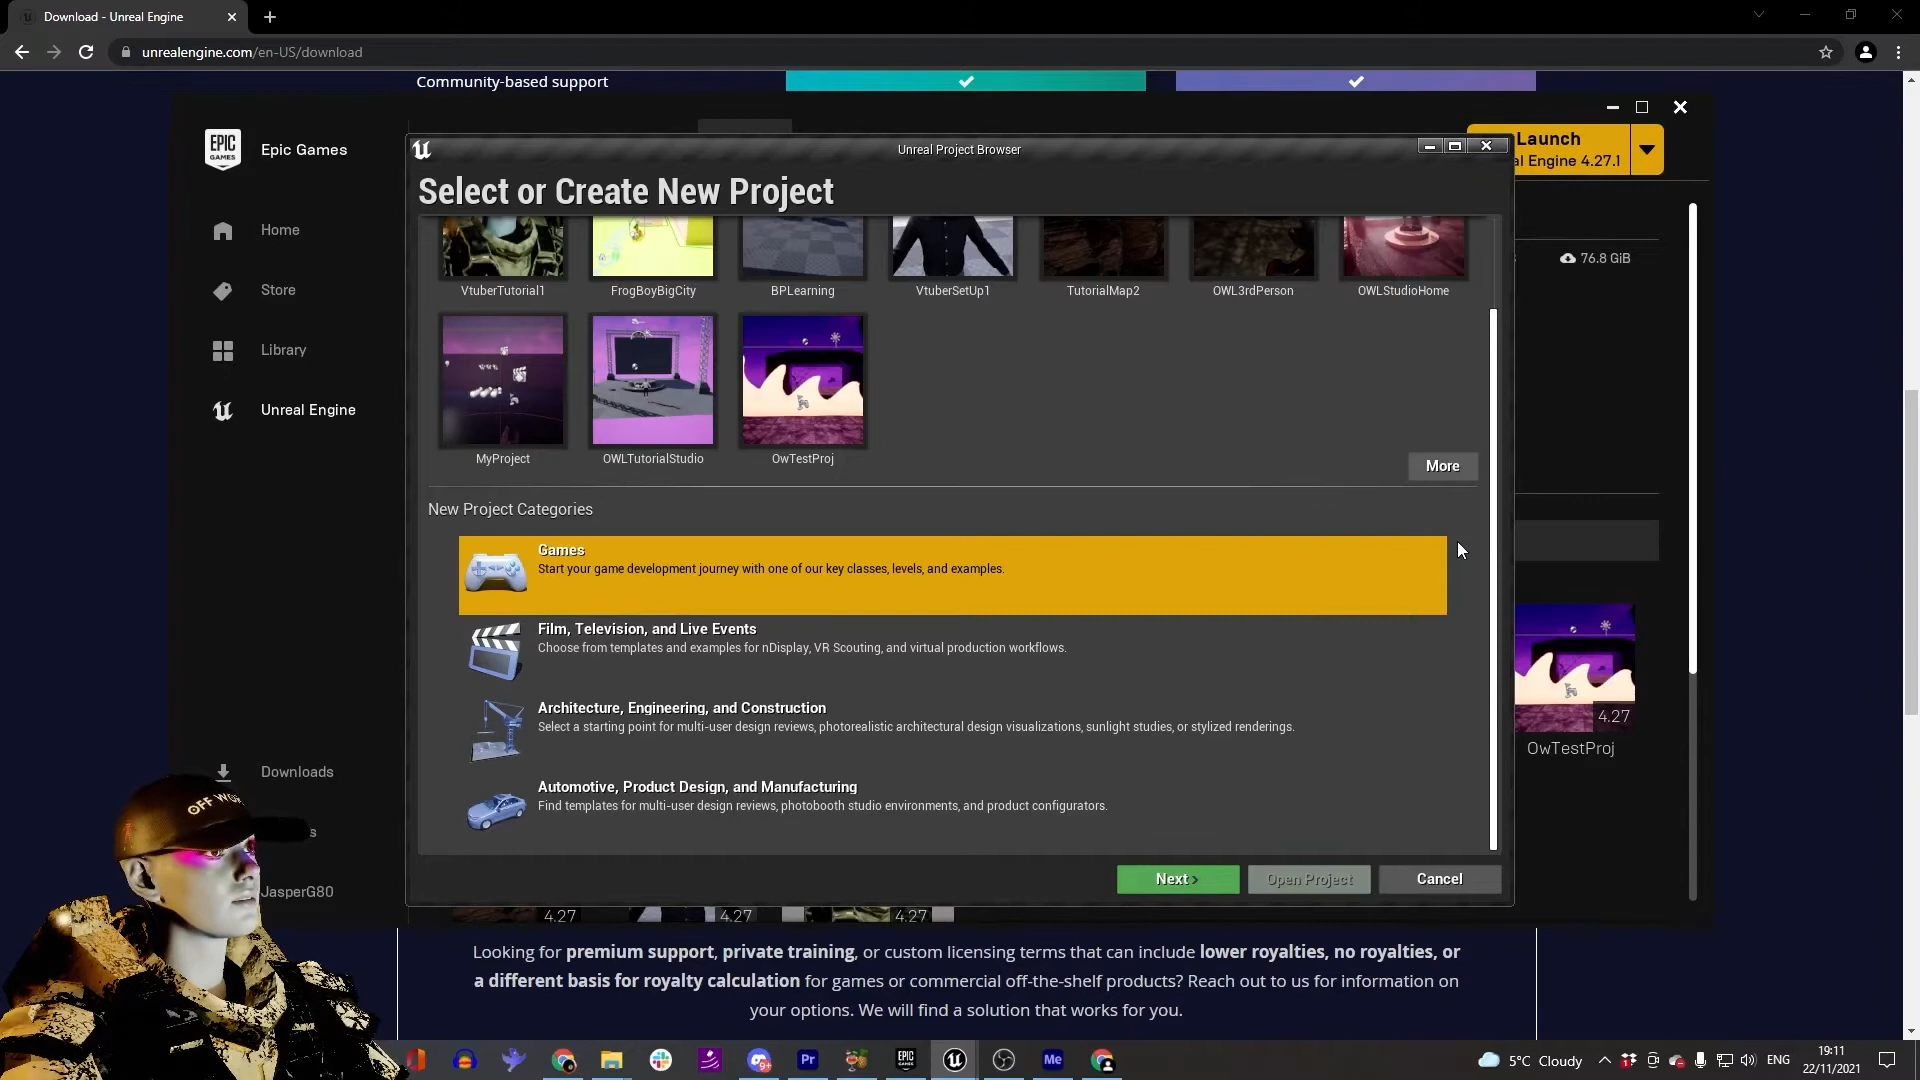 Download - Unreal Engine
unrealengine.com/en-US/download
Community-based support
EPIC
GAMES
Epic Games
Unreal Project Browser
Launch
al Engine 4.27.1
Select or Create New Project
Home
Store
Library
Unreal Engine
76.8 GiB
VtuberTutorial1
FrogBoyBigCity
BPLearning
VtuberSetUp1
TutorialMap2
OWL3rdPerson
OWLStudioHome
MyProject
OWLTutorialStudio
OwTestProj
More
New Project Categories
Games
Start your game development journey with one of our key classes, levels, and examples.
Film, Television, and Live Events
Choose from templates and examples for nDisplay, VR Scouting, and virtual production workflows.
Architecture, Engineering, and Construction
Select a starting point for multi-user design reviews, photorealistic architectural design visualizations, sunlight studies, or stylized renderings.
4.27
OwTestProj
Automotive, Product Design, and Manufacturing
Find templates for multi-user design reviews, photobooth studio environments, and product configurators.
Downloads
OFF WOR
s
JasperG80
Next >
Open Project
Cancel
4.27
4.27
4.27
Looking for premium support, private training, or custom licensing terms that can include lower royalties, no royalties, or
a different basis for royalty calculation for games or commercial off-the-shelf products? Reach out to us for information on
your options. We will find a solution that works for you.
Pr
EPIC
GAMES
Me
5°C Cloudy
ENG
19:11
22/11/2021